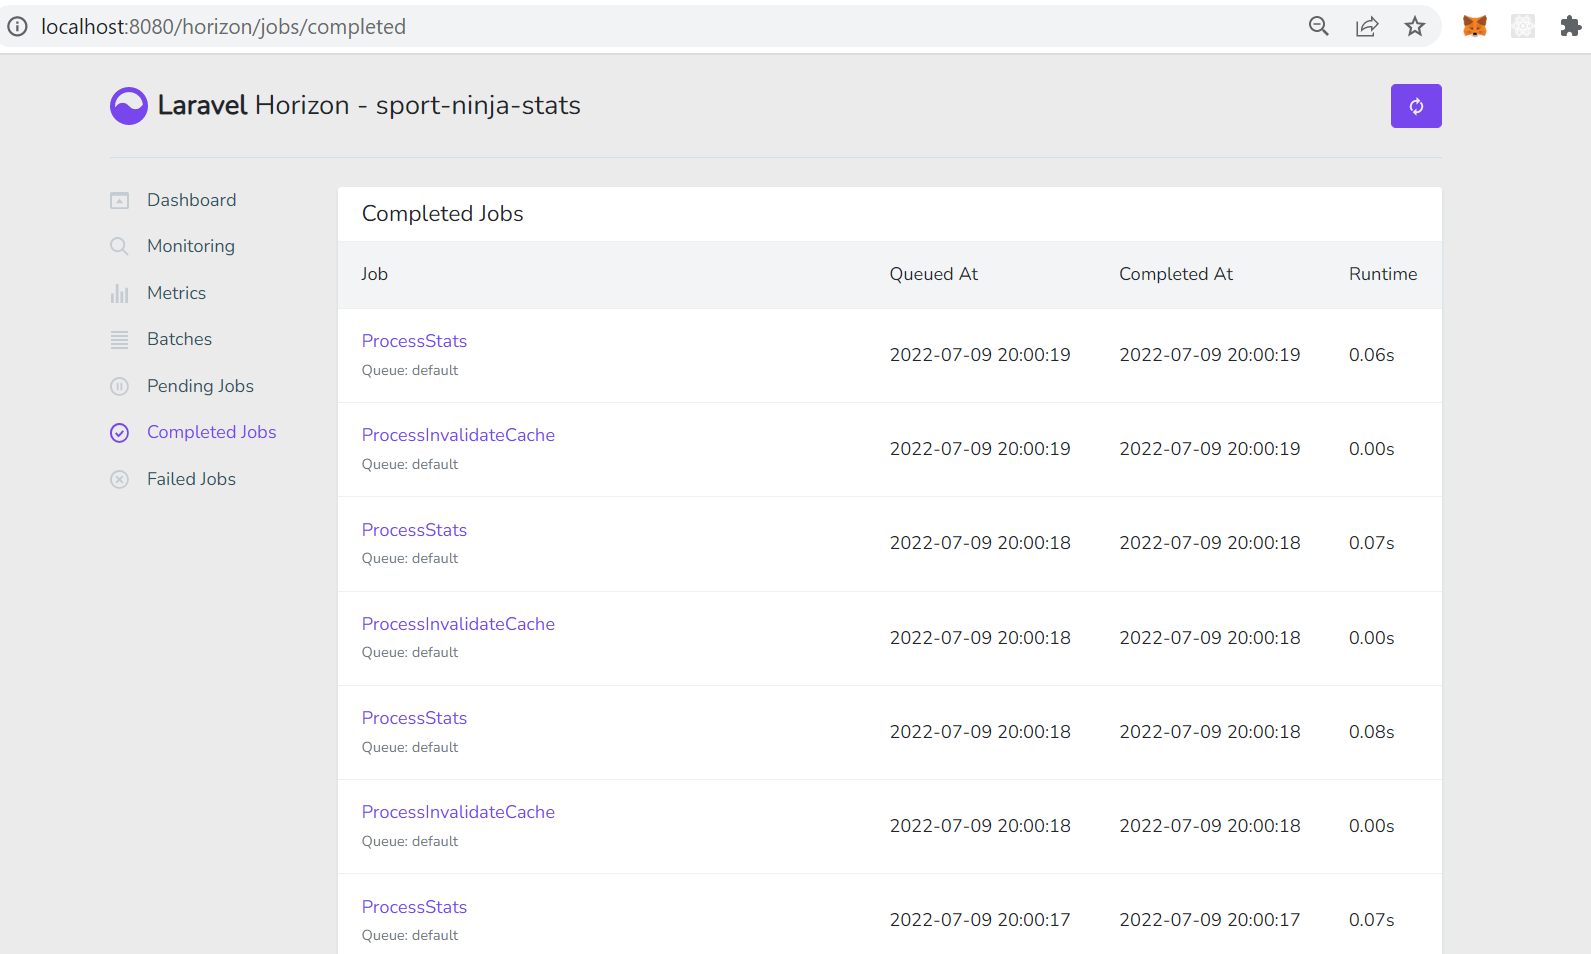 localhost:8080/horizon/jobs/completed
Laravel Horizon - sport-ninja-stats
Dashboard
Monitoring
Metrics
Batches
Pending Jobs
Completed Jobs
Failed Jobs
Completed Jobs
Job Queued At Completed At Runtime
ProcessStats
Queue: default
2022-07-09 20:00:19 2022-07-09 20:00:19 0.06s
ProcessInvalidateCache
Queue: default
2022-07-09 20:00:19 2022-07-09 20:00:19 0.00s
ProcessStats
Queue: default
2022-07-09 20:00:18 2022-07-09 20:00:18 0.07s
ProcessInvalidateCache
Queue: default
2022-07-09 20:00:18 2022-07-09 20:00:18 0.00s
ProcessStats
Queue: default
2022-07-09 20:00:18 2022-07-09 20:00:18 0.08s
ProcessInvalidateCache
Queue: default
2022-07-09 20:00:18 2022-07-09 20:00:18 0.00s
ProcessStats
Queue: default
2022-07-09 20:00:17 2022-07-09 20:00:17 0.07s